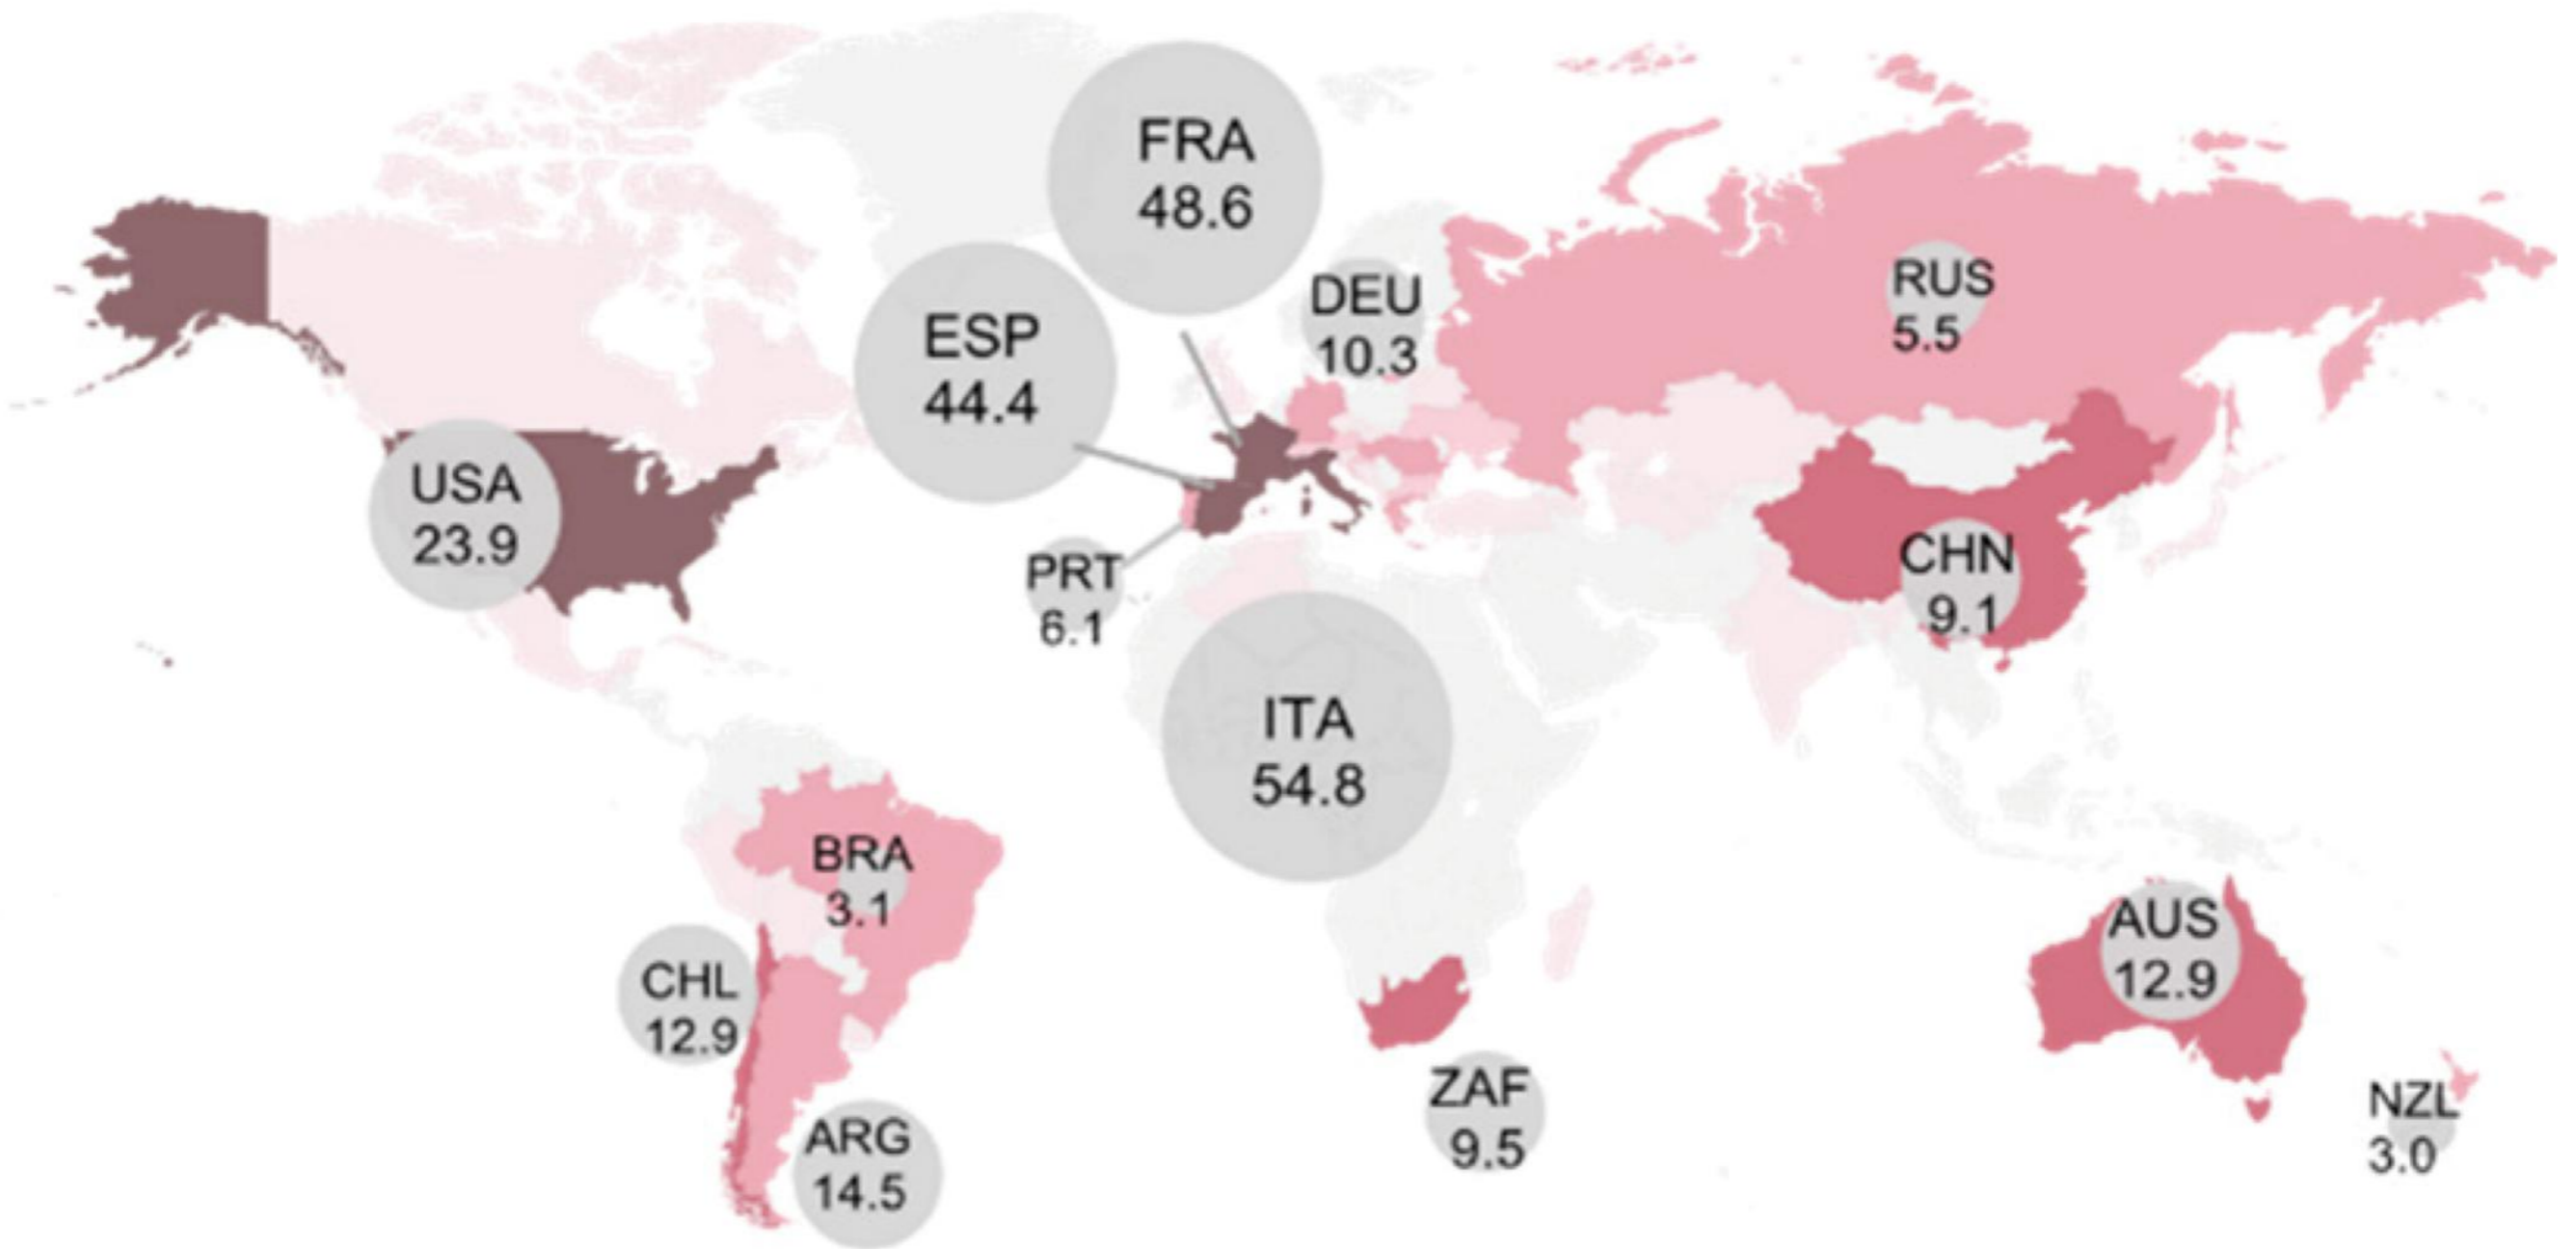 FRA
48.6
DEU
10.3
RUS
5.5
ESP
44.4
USA
23.9
PRT
6.1
CHN
9.1
ITA
54.8
BRA
3.1
CHL
12.9
AUS
12.9
ARG
14.5
ZAF
9.5
NZL
3.0